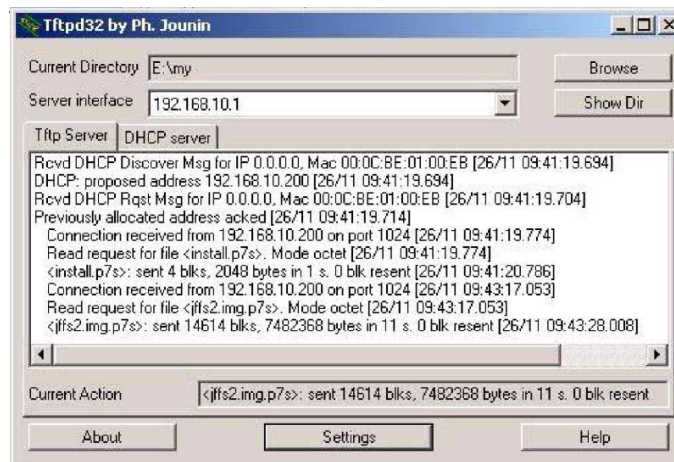 Tftpd32 by Ph. Jounin
Current Directory E:\my Browse
Server interface 192.168.10.1 Show Dir
Tftp Server DHCP server
Rcvd DHCP Discover Msg for IP 0.0.0.0, Mac 00:0C:BE:01:00:EB [26/11 09:41:19.694]
DHCP: proposed address 192.168.10.200 [26/11 09:41:19.694]
Rcvd DHCP Rqst Msg for IP 0.0.0.0, Mac 00:0C:BE:01:00:EB [26/11 09:41:19.704]
Previously allocated address acked [26/11 09:41:19.714]
Connection received from 192.168.10.200 on port 1024 [26/11 09:41:19.774]
Read request for file <install.p7s>. Mode octet [26/11 09:41:19.774]
<install.p7s>: sent 4 blks, 2048 bytes in 1 s. 0 blk resent [26/11 09:41:20.786]
Connection received from 192.168.10.200 on port 1024 [26/11 09:43:17.053]
Read request for file <jffs2.img.p7s>. Mode octet [26/11 09:43:17.053]
<jffs2.img.p7s>: sent 14614 blks, 7482368 bytes in 11 s. 0 blk resent [26/11 09:43:28.008]
Current Action <jffs2.img.p7s>: sent 14614 blks, 7482368 bytes in 11 s. 0 blk resent
About Settings Help